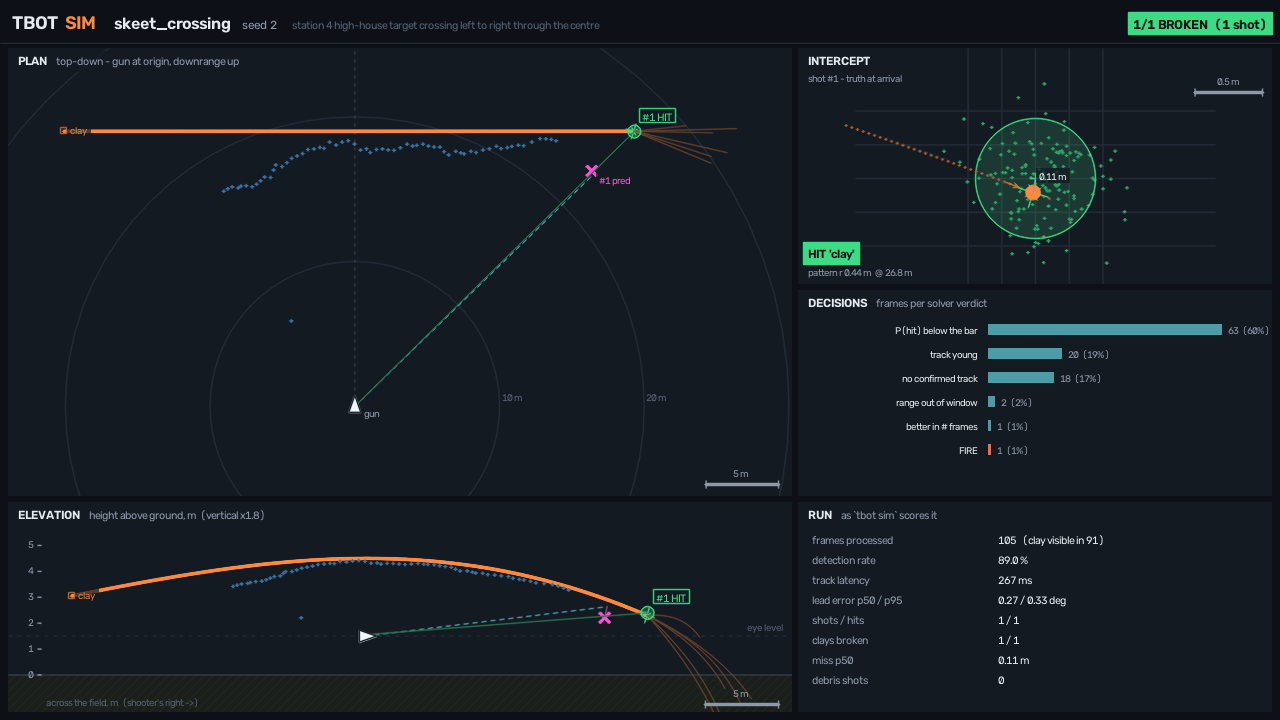 TBOT SIM skeet_crossing seed 2 station 4 high-house target crossing left to right through the centre
1/1 BROKEN (1 shot)
PLAN top-down - gun at origin, downrange up
clay
#1 HIT
#1 pred
10 m
20 m
gun
5 m
INTERCEPT
shot #1 - truth at arrival
0.5 m
0.11 m
HIT 'clay'
pattern r 0.44 m @ 26.8 m
DECISIONS frames per solver verdict
P(hit) below the bar 63 (60%)
track young 20 (19%)
no confirmed track 18 (17%)
range out of window 2 (2%)
better in # frames 1 (1%)
FIRE 1 (1%)
ELEVATION height above ground, m (vertical x1.8)
5
4
3
2
1
0
clay
#1 HIT
eye level
5 m
across the field, m (shooter's right ->)
RUN as `tbot sim` scores it
frames processed 105 (clay visible in 91)
detection rate 89.0%
track latency 267 ms
lead error p50 / p95 0.27 / 0.33 deg
shots / hits 1 / 1
clays broken 1 / 1
miss p50 0.11 m
debris shots 0